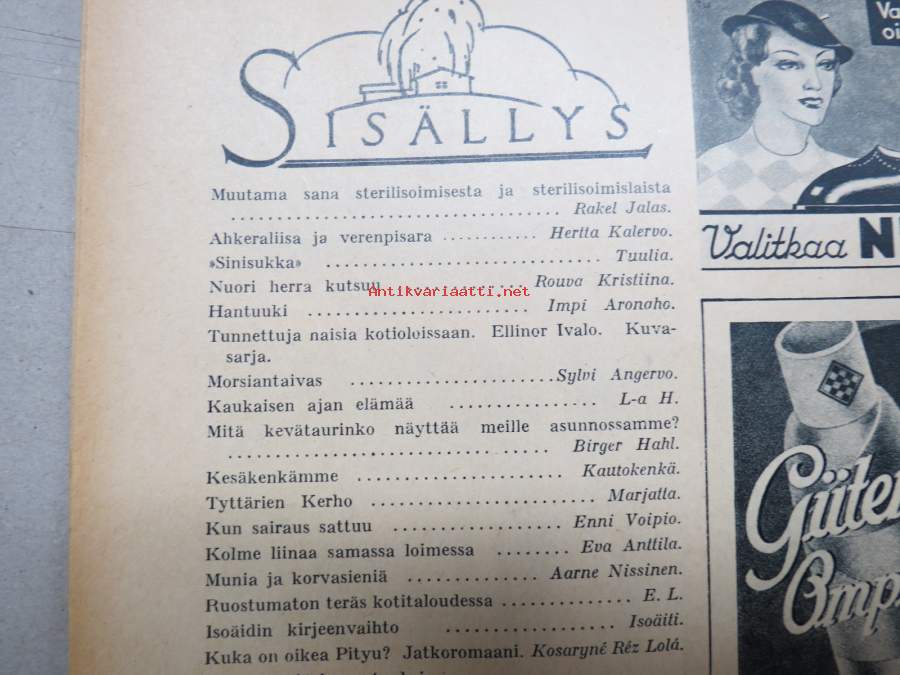 SISÄLLYS
Muutama sana sterilisoimisesta ja sterilisoimislaista
.................................. Rakel Jalas.
Ahkeraliisa ja verenpisara .......... Hertta Kalervo.
»Sinisukka» ............................ Tuulia.
Nuori herra kutsuu ............... Rouva Kristiina.
Antikvariaatti.net
Hantuuki ....................... Impi Aronaho.
Tunnettuja naisia kotioloissaan. Ellinor Ivalo. Kuva-
sarja.
Morsiantaivas .....................Sylvi Angervo.
Kaukaisen ajan elämää ............... L-a H.
Mitä kevätaurinko näyttää meille asunnossamme?
................................. Birger Hahl.
Kesäkenkämme ..................... Kautokenkä.
Tyttärien Kerho ....................... Marjatta.
Kun sairaus sattuu ................. Enni Voipio.
Kolme liinaa samassa loimessa ........ Eva Anttila.
Munia ja korvasieniä .............. Aarne Nissinen.
Ruostumaton teräs kotitaloudessa .............. E. L.
Isoäidin kirjeenvaihto ................. Isoäiti.
Kuka on oikea Pityu? Jatkoromaani. Kosaryné Réz Lolá.
Va
oi
Valitkaa N
Güter
Omp